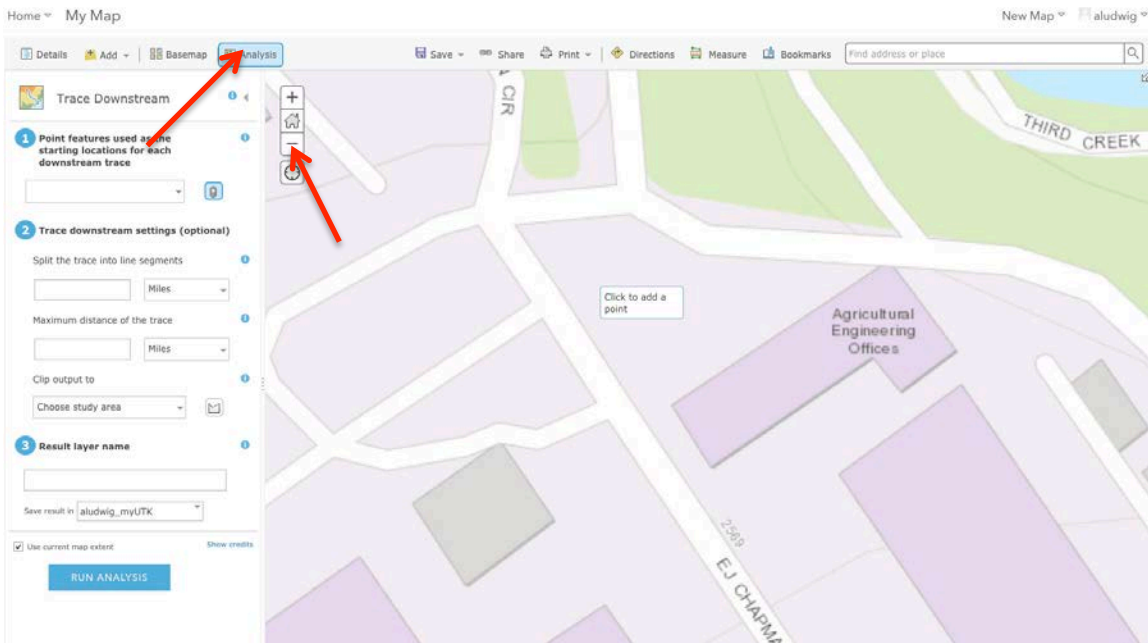 Home My Map New Map aludwig
Details Add Basemap Analysis Save Share Print Directions Measure Bookmarks Find address or place
Trace Downstream
1 Point features used as the
starting locations for each
downstream trace
2 Trace downstream settings (optional)
Split the trace into line segments
Miles
Maximum distance of the trace
Miles
Clip output to
Choose study area
3 Result layer name
Save result in aludwig_myUTK
Use current map extent Show credits
RUN ANALYSIS
+
−
CIR
THIRD CREEK
Click to add a
point
Agricultural
Engineering
Offices
2569
EJ CHAPMA